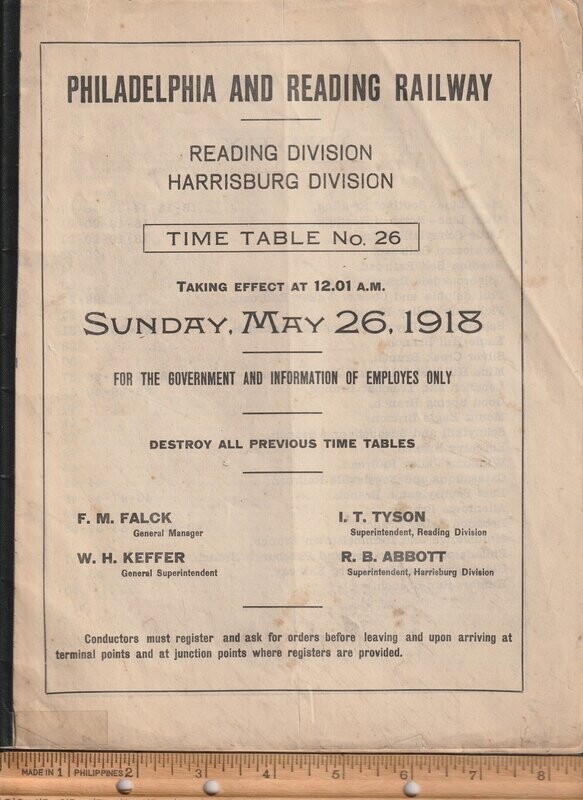 PHILADELPHIA AND READING RAILWAY
READING DIVISION
HARRISBURG DIVISION
TIME TABLE No. 26
TAKING EFFECT AT 12.01 A.M.
SUNDAY, MAY 26, 1918
FOR THE GOVERNMENT AND INFORMATION OF EMPLOYES ONLY
DESTROY ALL PREVIOUS TIME TABLES
F. M. FALCK
General Manager
W. H. KEFFER
General Superintendent
I. T. TYSON
Superintendent, Reading Division
R. B. ABBOTT
Superintendent, Harrisburg Division
Conductors must register and ask for orders before leaving and upon arriving at
terminal points and at junction points where registers are provided.
MADE IN 1 PHILIPPINES 2 3 4 5 6 7 8